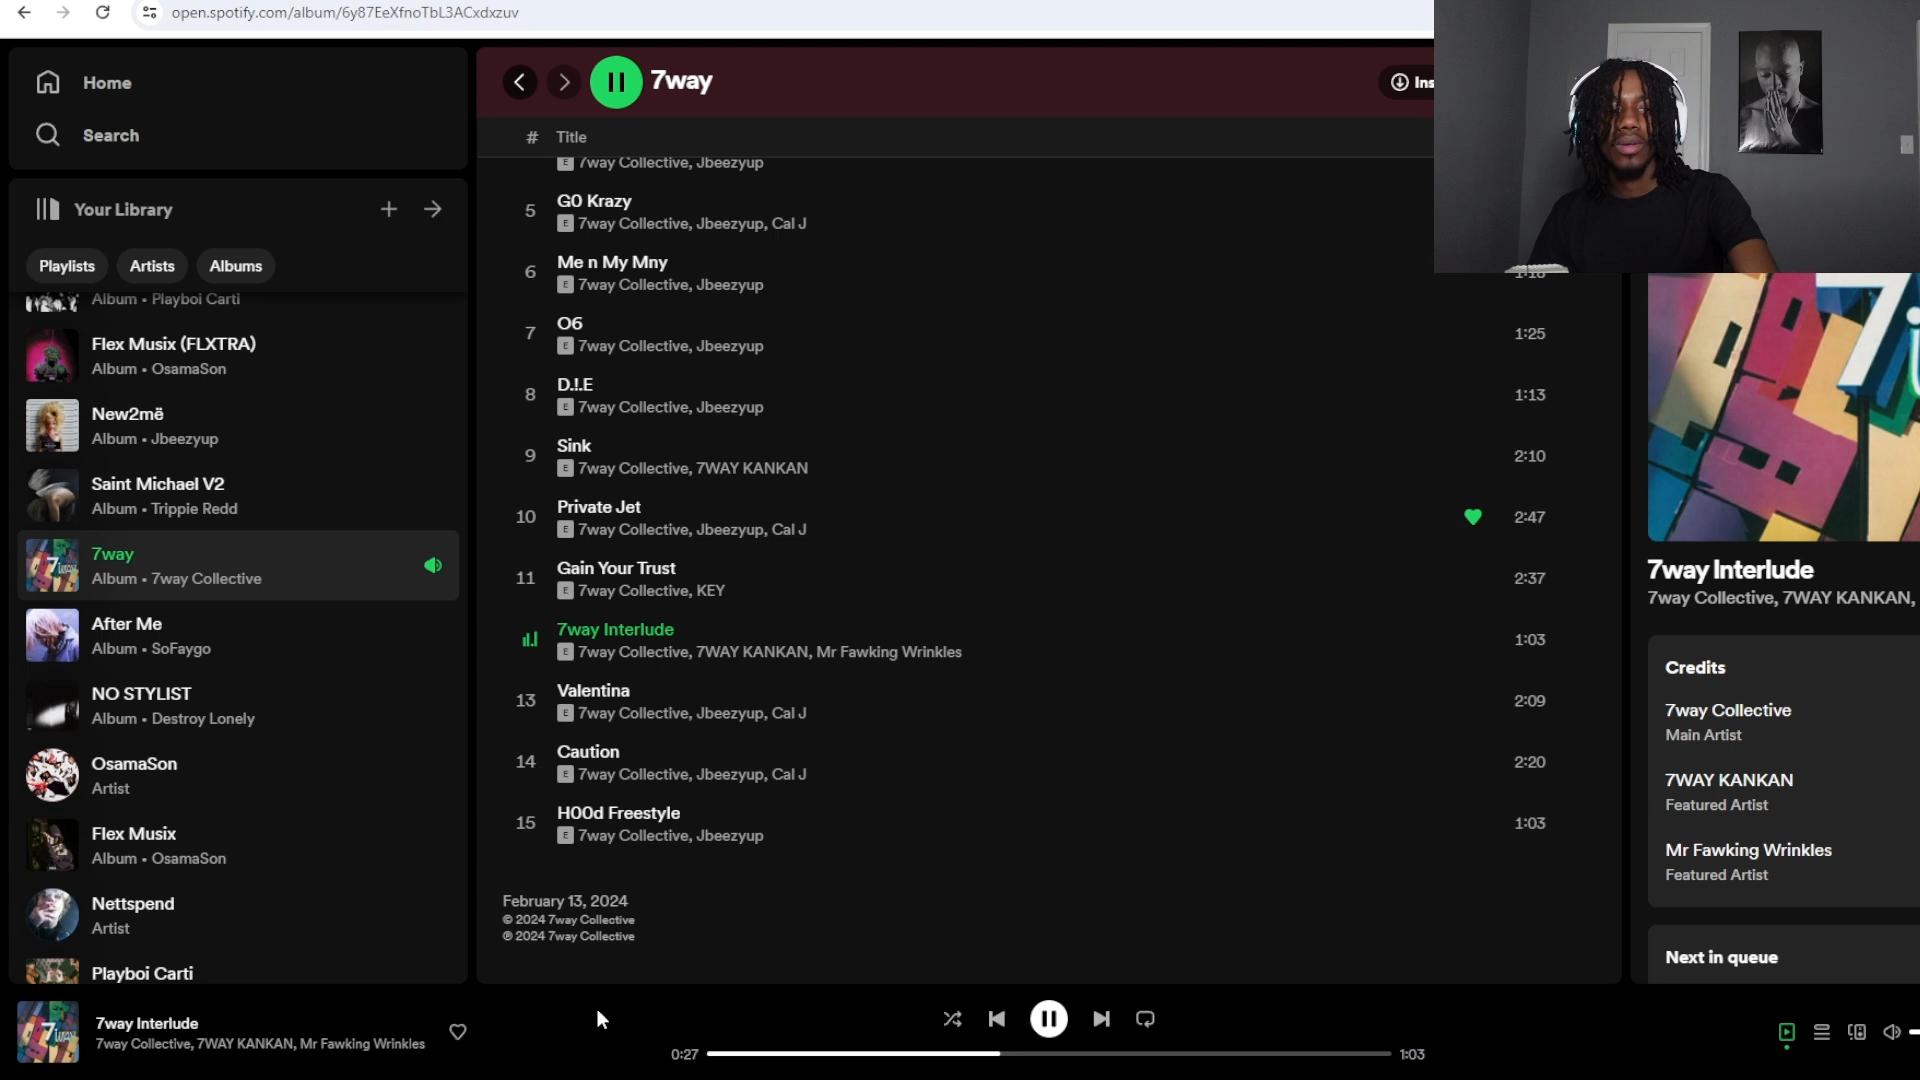 open.spotify.com/album/6y87EeXfnoTbL3ACxdxzuv
Home
Search
Your Library
Playlists
Artists
Albums
Album • Playboi Carti
Flex Musix (FLXTRA)
Album • OsamaSon
New2më
Album • Jbeezyup
Saint Michael V2
Album • Trippie Redd
7way
Album • 7way Collective
After Me
Album • SoFaygo
NO STYLIST
Album • Destroy Lonely
OsamaSon
Artist
Flex Musix
Album • OsamaSon
Nettspend
Artist
Playboi Carti
7way
Ins
# Title
E 7way Collective, Jbeezyup
5 G0 Krazy
E 7way Collective, Jbeezyup, Cal J
6 Me n My Mny
E 7way Collective, Jbeezyup
7 O6 1:25
E 7way Collective, Jbeezyup
8 D.!.E 1:13
E 7way Collective, Jbeezyup
9 Sink 2:10
E 7way Collective, 7WAY KANKAN
10 Private Jet 2:47
E 7way Collective, Jbeezyup, Cal J
11 Gain Your Trust 2:37
E 7way Collective, KEY
7way Interlude 1:03
E 7way Collective, 7WAY KANKAN, Mr Fawking Wrinkles
13 Valentina 2:09
E 7way Collective, Jbeezyup, Cal J
14 Caution 2:20
E 7way Collective, Jbeezyup, Cal J
15 H00d Freestyle 1:03
E 7way Collective, Jbeezyup
February 13, 2024
© 2024 7way Collective
℗ 2024 7way Collective
7way Interlude
7way Collective, 7WAY KANKAN,
Credits
7way Collective
Main Artist
7WAY KANKAN
Featured Artist
Mr Fawking Wrinkles
Featured Artist
Next in queue
7way Interlude
7way Collective, 7WAY KANKAN, Mr Fawking Wrinkles
0:27
1:03